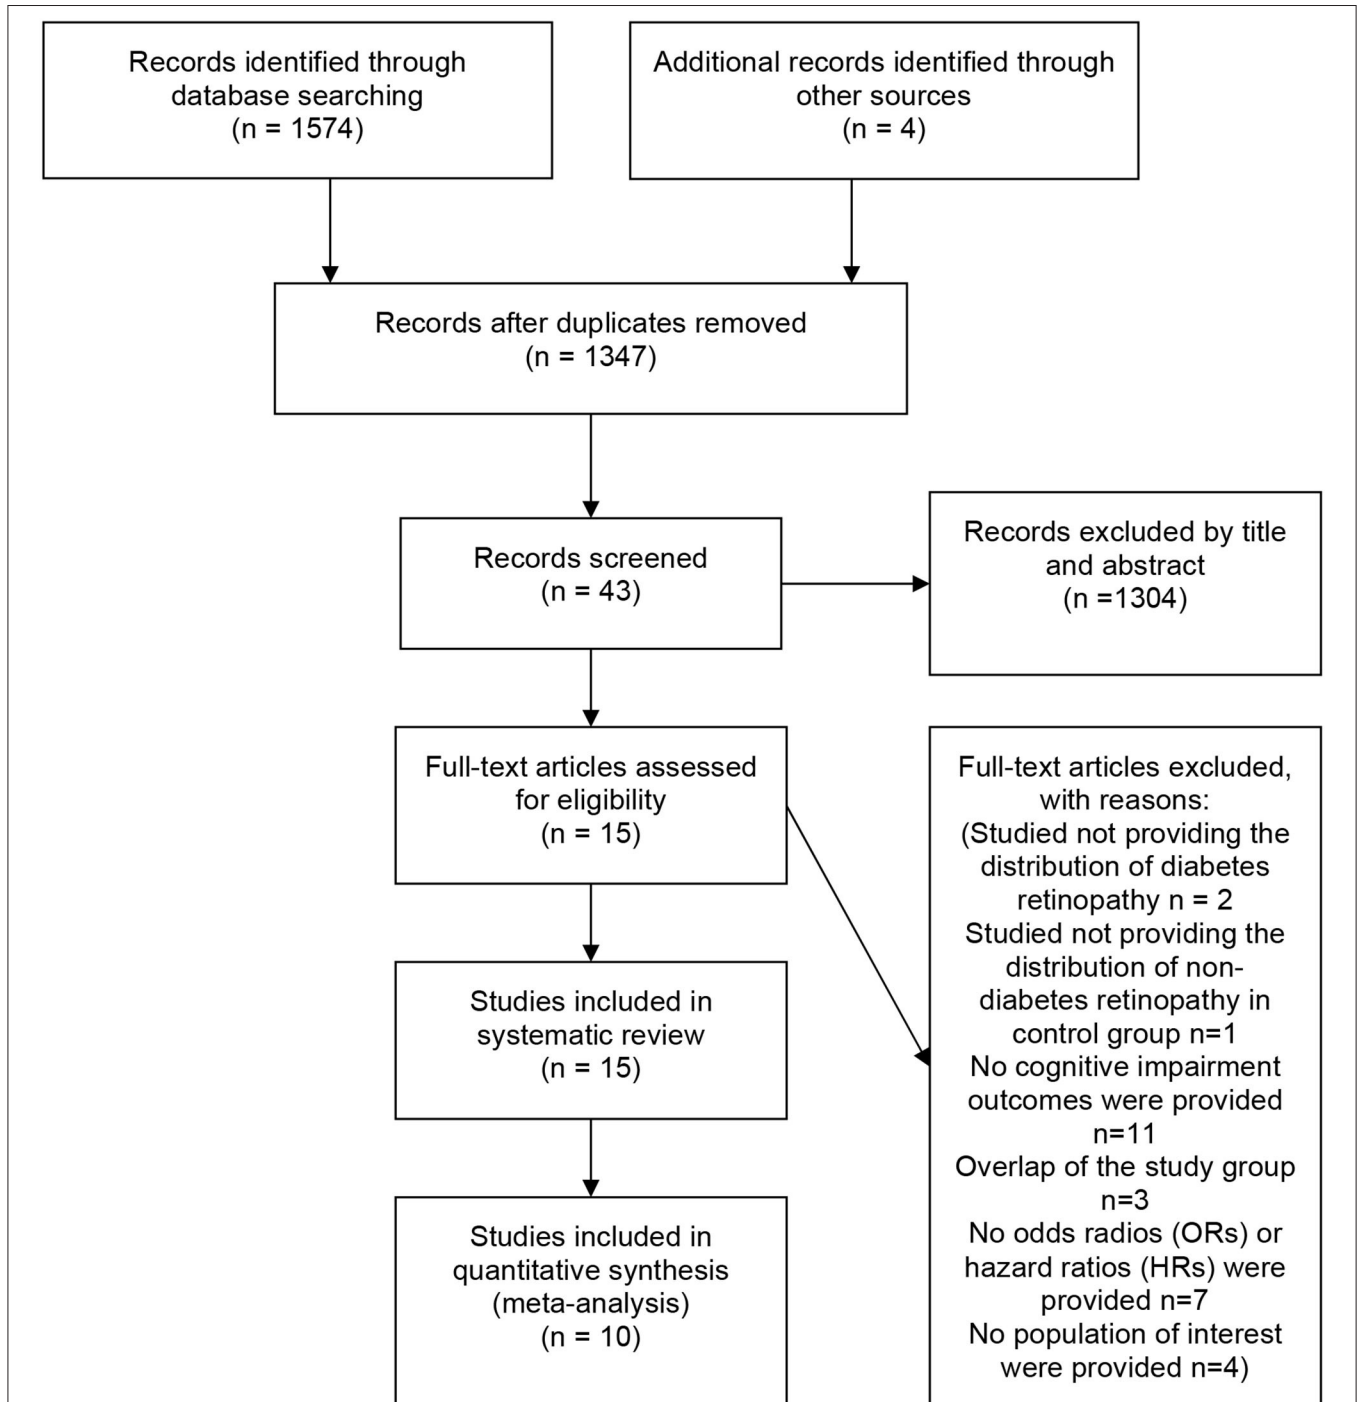 Records identified through
database searching
(n = 1574)
Additional records identified through
other sources
(n = 4)
Records after duplicates removed
(n = 1347)
Records screened
(n = 43)
Records excluded by title
and abstract
(n =1304)
Full-text articles assessed
for eligibility
(n = 15)
Full-text articles excluded,
with reasons:
(Studied not providing the
distribution of diabetes
retinopathy n = 2
Studied not providing the
distribution of non-
diabetes retinopathy in
control group n=1
No cognitive impairment
outcomes were provided
n=11
Overlap of the study group
n=3
No odds radios (ORs) or
hazard ratios (HRs) were
provided n=7
No population of interest
were provided n=4)
Studies included in
systematic review
(n = 15)
Studies included in
quantitative synthesis
(meta-analysis)
(n = 10)